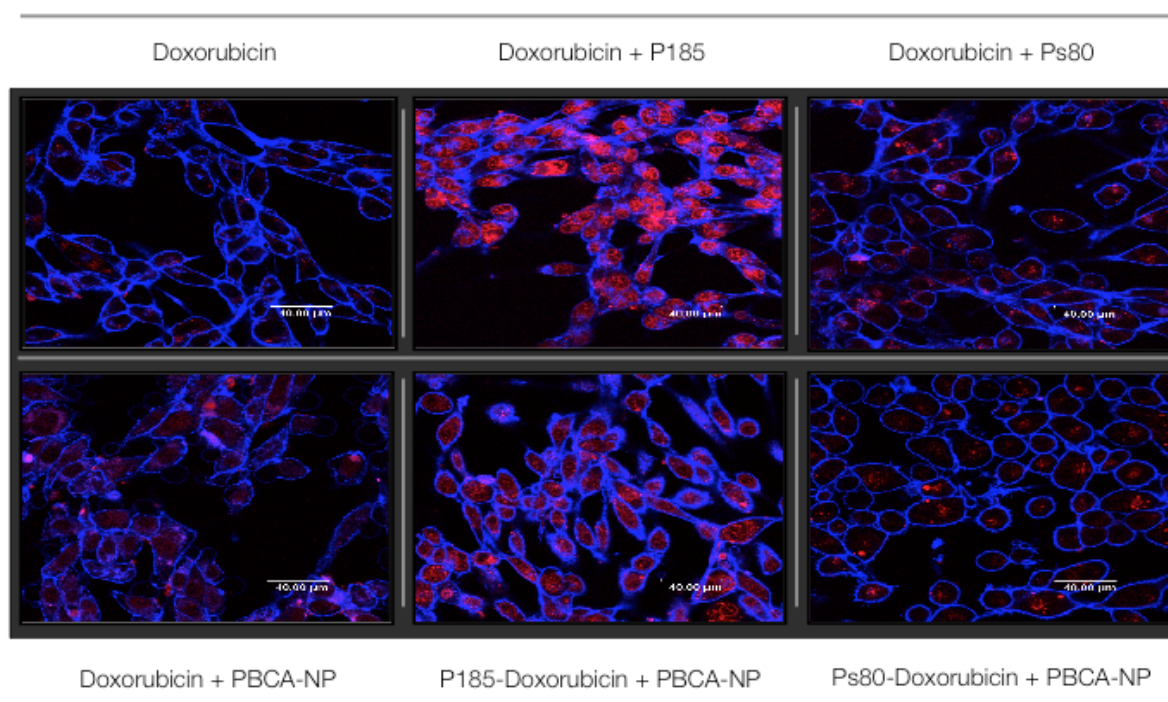 Doxorubicin
Doxorubicin + P185
Doxorubicin + Ps80
40.00 µm
40.00 µm
40.00 µm
40.00 µm
40.00 µm
40.00 µm
Doxorubicin + PBCA-NP
P185-Doxorubicin + PBCA-NP
Ps80-Doxorubicin + PBCA-NP